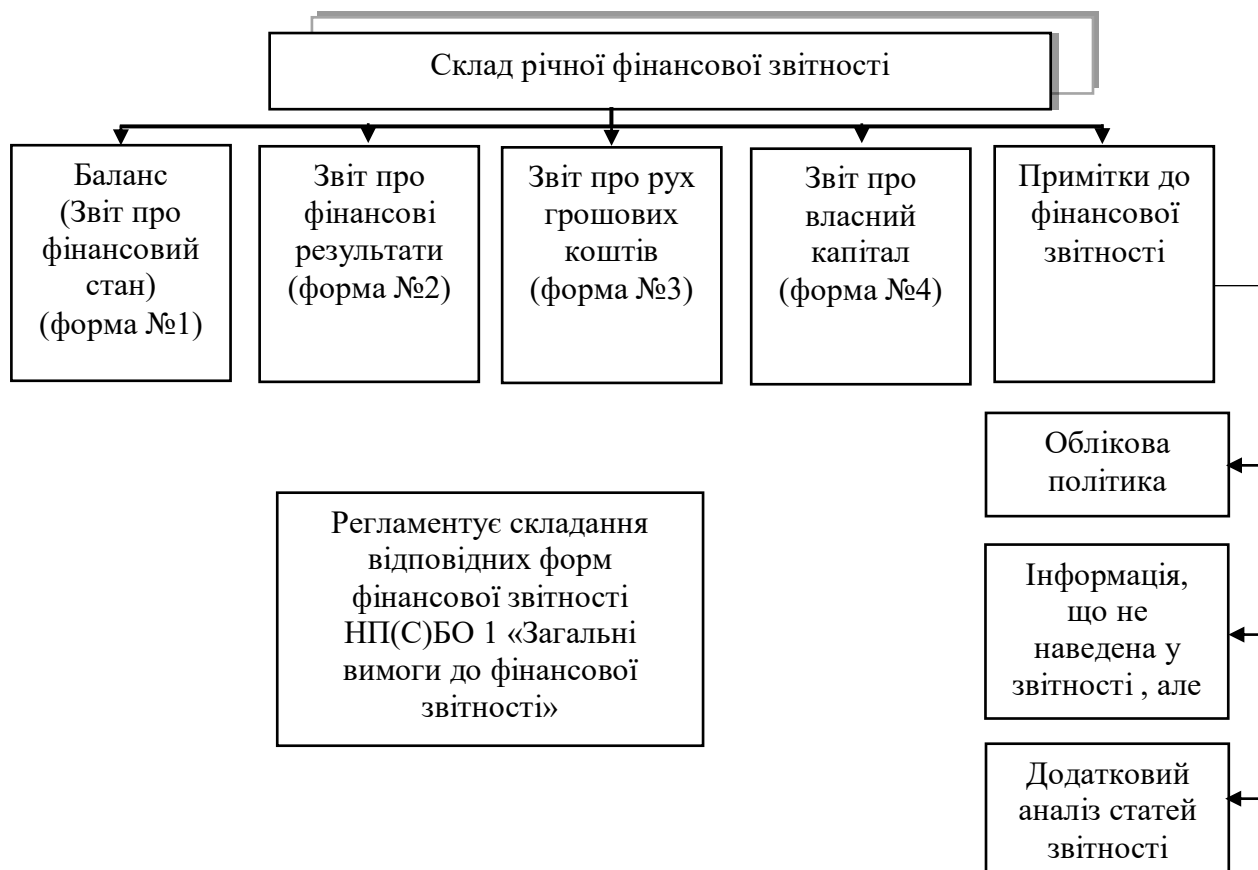 Склад річної фінансової звітності
Баланс
(Звіт про
фінансовий
стан)
(форма №1)
Звіт про
фінансові
результати
(форма №2)
Звіт про рух
грошових
коштів
(форма №3)
Звіт про
власний
капітал
(форма №4)
Примітки до
фінансової
звітності
Облікова
політика
Регламентує складання
відповідних форм
фінансової звітності
НП(С)БО 1 «Загальні
вимоги до фінансової
звітності»
Інформація,
що не
наведена у
звітності , але
Додатковий
аналіз статей
звітності